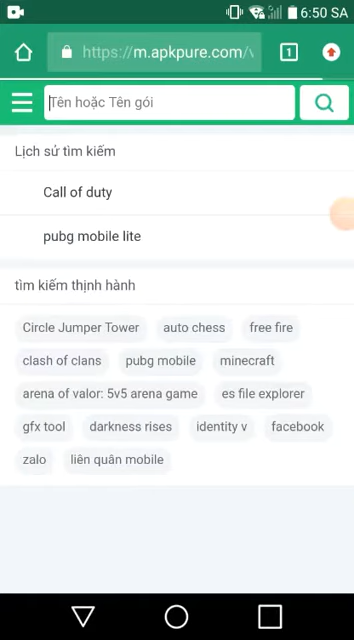 6:50 SA
https://m.apkpure.com/
1
Tên hoặc Tên gói
Lịch sử tìm kiếm
Call of duty
pubg mobile lite
tìm kiếm thịnh hành
Circle Jumper Tower auto chess free fire
clash of clans pubg mobile minecraft
arena of valor: 5v5 arena game es file explorer
gfx tool darkness rises identity v facebook
zalo liên quân mobile